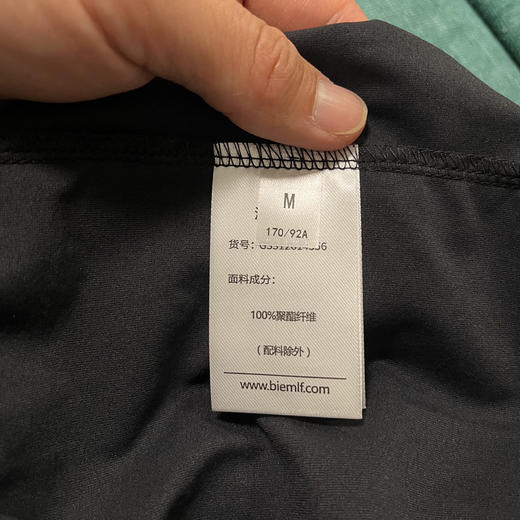 M
170/92A
货号:
面料成分:
100%聚酯纤维
(配料除外)
www.biemlf.com